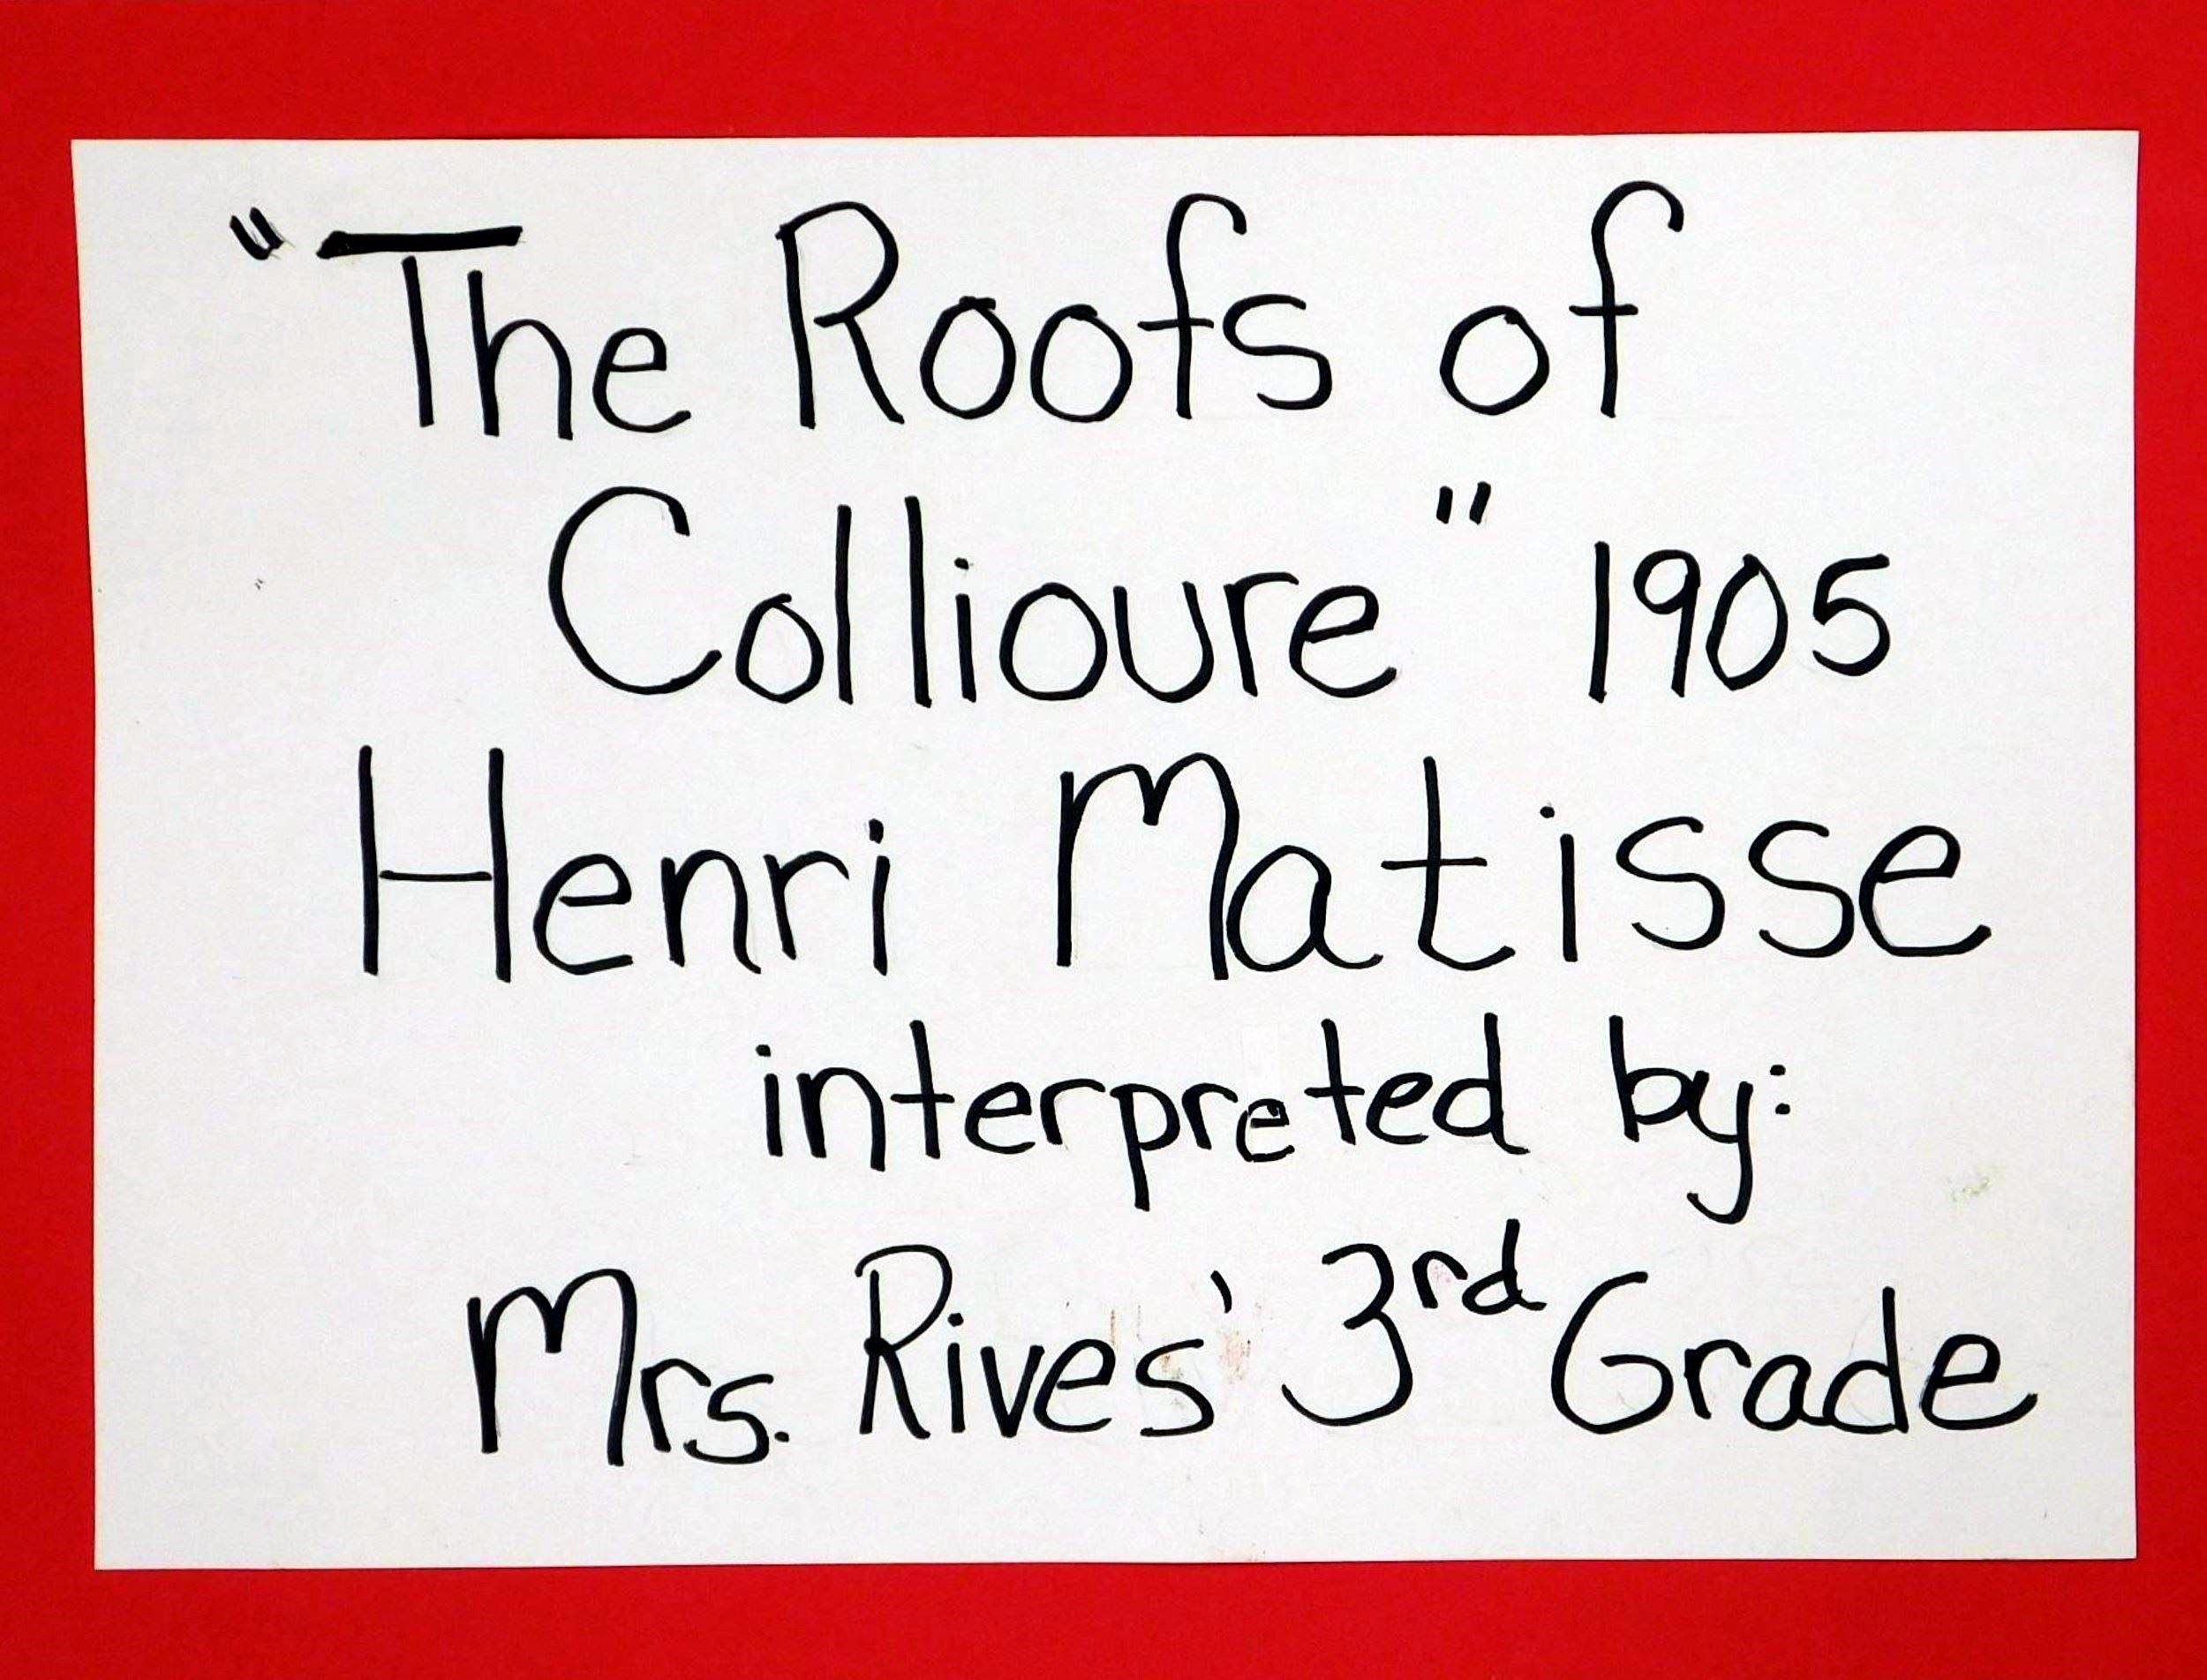 "The Roofs of
Collioure" 1905
Henri Matisse
interpreted by:
Mrs. Rives' 3rd Grade